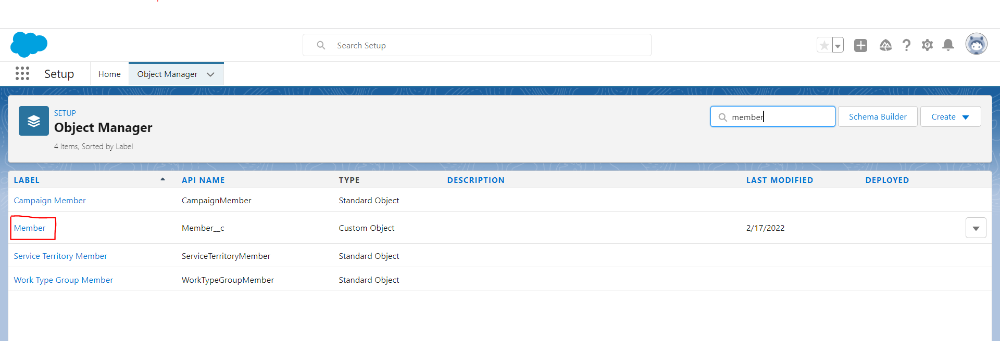 Search Setup
Setup Home Object Manager
SETUP
Object Manager
4 Items, Sorted by Label
member Schema Builder Create
LABEL API NAME TYPE DESCRIPTION LAST MODIFIED DEPLOYED
Campaign Member CampaignMember Standard Object
Member Member__c Custom Object 2/17/2022
Service Territory Member ServiceTerritoryMember Standard Object
Work Type Group Member WorkTypeGroupMember Standard Object